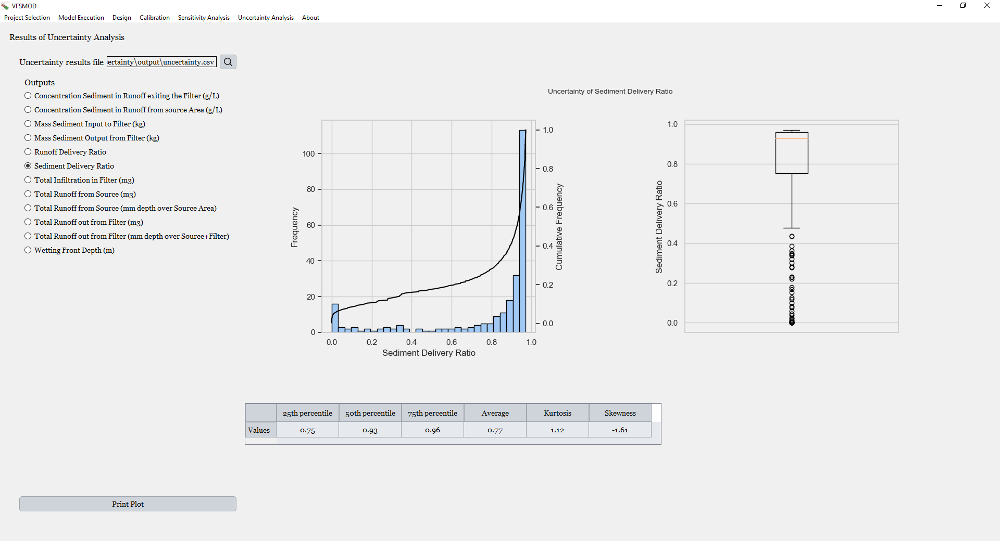 VFSMOD
Project Selection Model Execution Design Calibration Sensitivity Analysis Uncertainty Analysis About
Results of Uncertainty Analysis
Uncertainty results file ertainty\output\uncertainty.csv
Outputs
Concentration Sediment in Runoff exiting the Filter (g/L)
Concentration Sediment in Runoff from source Area (g/L)
Mass Sediment Input to Filter (kg)
Mass Sediment Output from Filter (kg)
Runoff Delivery Ratio
Sediment Delivery Ratio
Total Infiltration in Filter (m3)
Total Runoff from Source (m3)
Total Runoff from Source (mm depth over Source Area)
Total Runoff out from Filter (m3)
Total Runoff out from Filter (mm depth over Source+Filter)
Wetting Front Depth (m)
Print Plot
Uncertainty of Sediment Delivery Ratio
Frequency
100
80
60
40
20
0
0.0 0.2 0.4 0.6 0.8 1.0
Sediment Delivery Ratio
1.0
0.8
0.6
0.4
0.2
0.0
Cumulative Frequency
Sediment Delivery Ratio
1.0
0.8
0.6
0.4
0.2
0.0
25th percentile 50th percentile 75th percentile Average Kurtosis Skewness
Values 0.75 0.93 0.96 0.77 1.12 -1.61